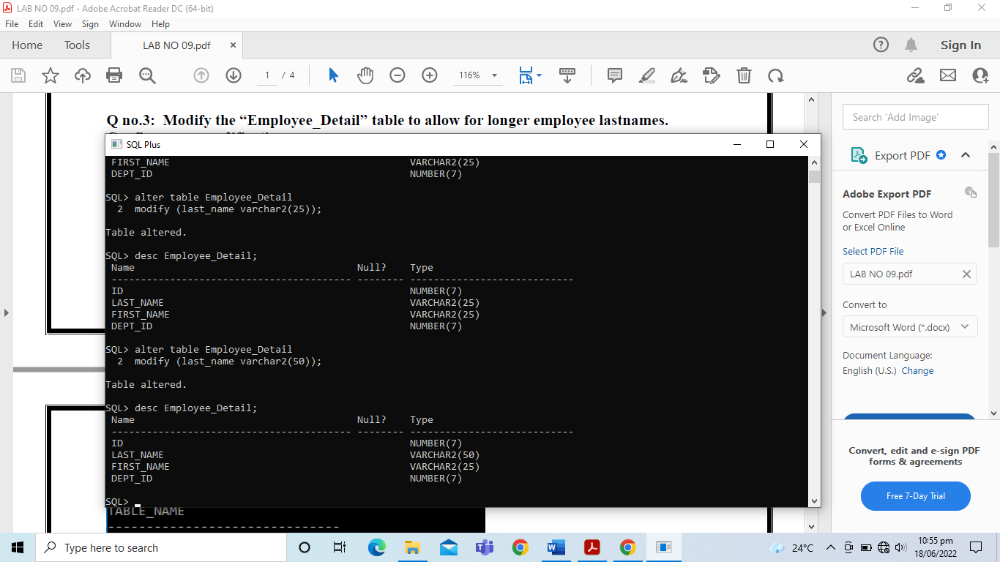 LAB NO 09.pdf - Adobe Acrobat Reader DC (64-bit)
File Edit View Sign Window Help
Home Tools LAB NO 09.pdf × Sign In
1 / 4 116%
Q no.3: Modify the “Employee_Detail” table to allow for longer employee lastnames.
SQL Plus
FIRST_NAME VARCHAR2(25)
DEPT_ID NUMBER(7)
SQL> alter table Employee_Detail
2 modify (last_name varchar2(25));
Table altered.
SQL> desc Employee_Detail;
Name Null? Type
----------------------------------------- -------- ----------------------------
ID NUMBER(7)
LAST_NAME VARCHAR2(25)
FIRST_NAME VARCHAR2(25)
DEPT_ID NUMBER(7)
SQL> alter table Employee_Detail
2 modify (last_name varchar2(50));
Table altered.
SQL> desc Employee_Detail;
Name Null? Type
----------------------------------------- -------- ----------------------------
ID NUMBER(7)
LAST_NAME VARCHAR2(50)
FIRST_NAME VARCHAR2(25)
DEPT_ID NUMBER(7)
SQL>
TABLE_NAME
------------------------------
Search 'Add Image'
Export PDF
Adobe Export PDF
Convert PDF Files to Word
or Excel Online
Select PDF File
LAB NO 09.pdf
Convert to
Microsoft Word (*.docx)
Document Language:
English (U.S.) Change
Convert, edit and e-sign PDF
forms & agreements
Free 7-Day Trial
Type here to search
24°C
10:55 pm
18/06/2022